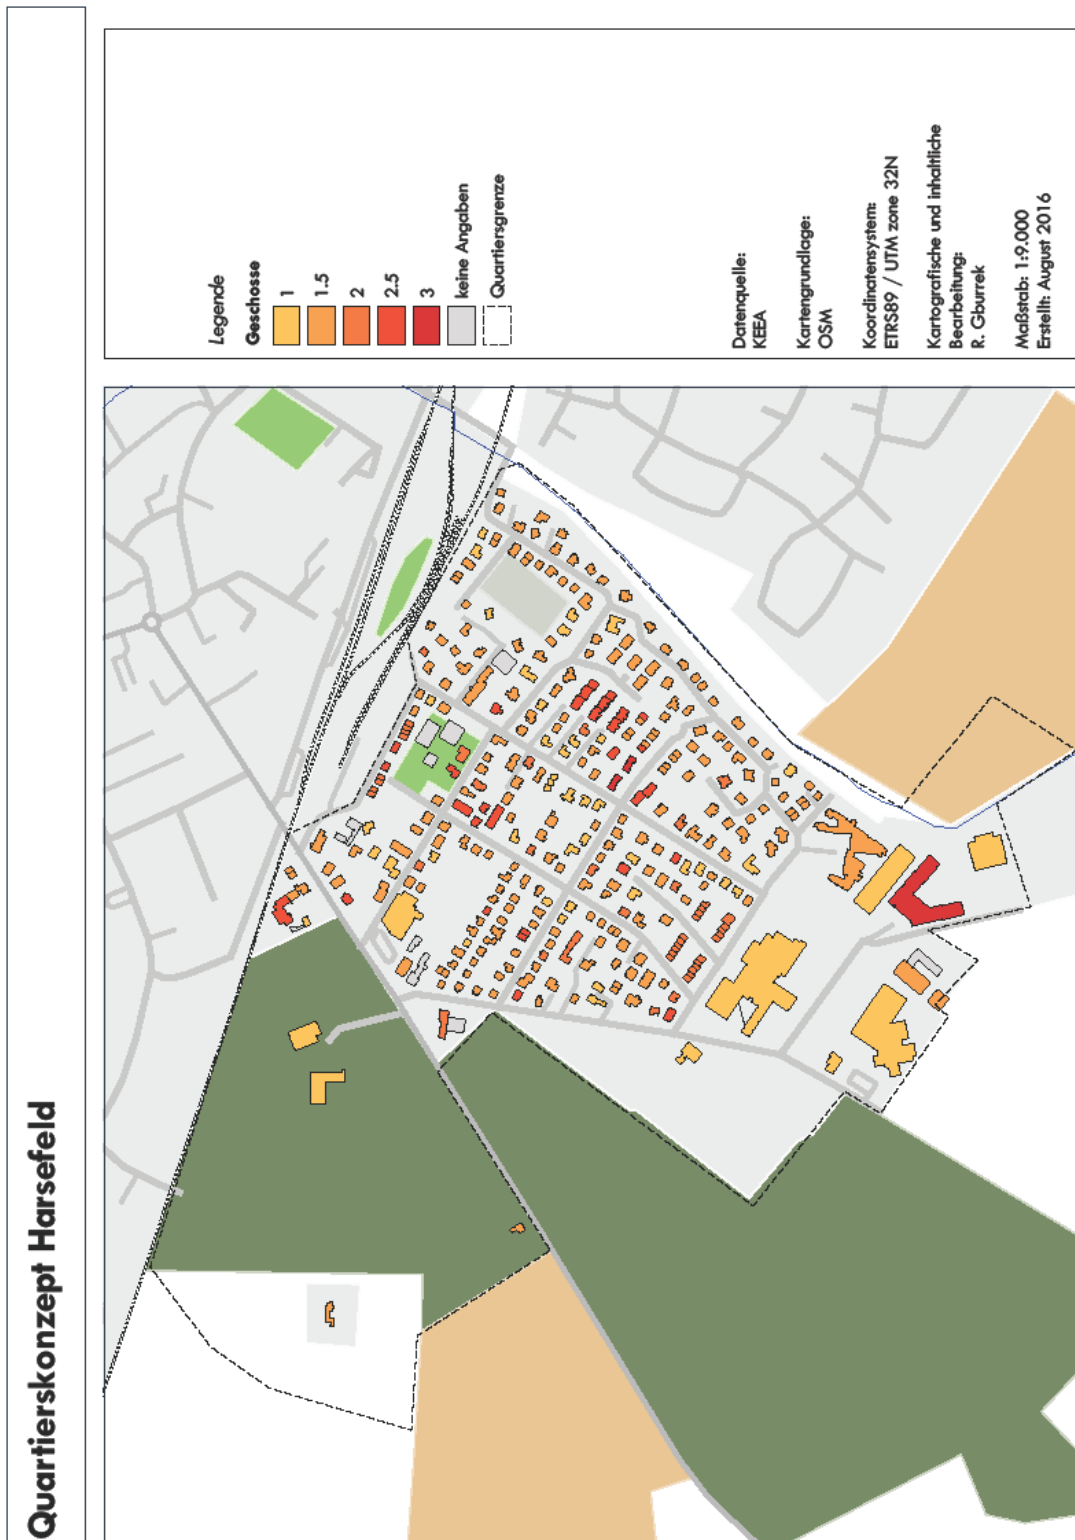 Quartierskonzept Harsefeld
Legende
Geschosse
1
1.5
2
2.5
3
keine Angaben
Quartiersgrenze
Datenquelle:
KEEA
Kartengrundlage:
OSM
Koordinatensystem:
ETRS89 / UTM zone 32N
Kartografische und inhaltliche
Bearbeitung:
R. Gburrek
Maßstab: 1:9.000
Erstellt: August 2016